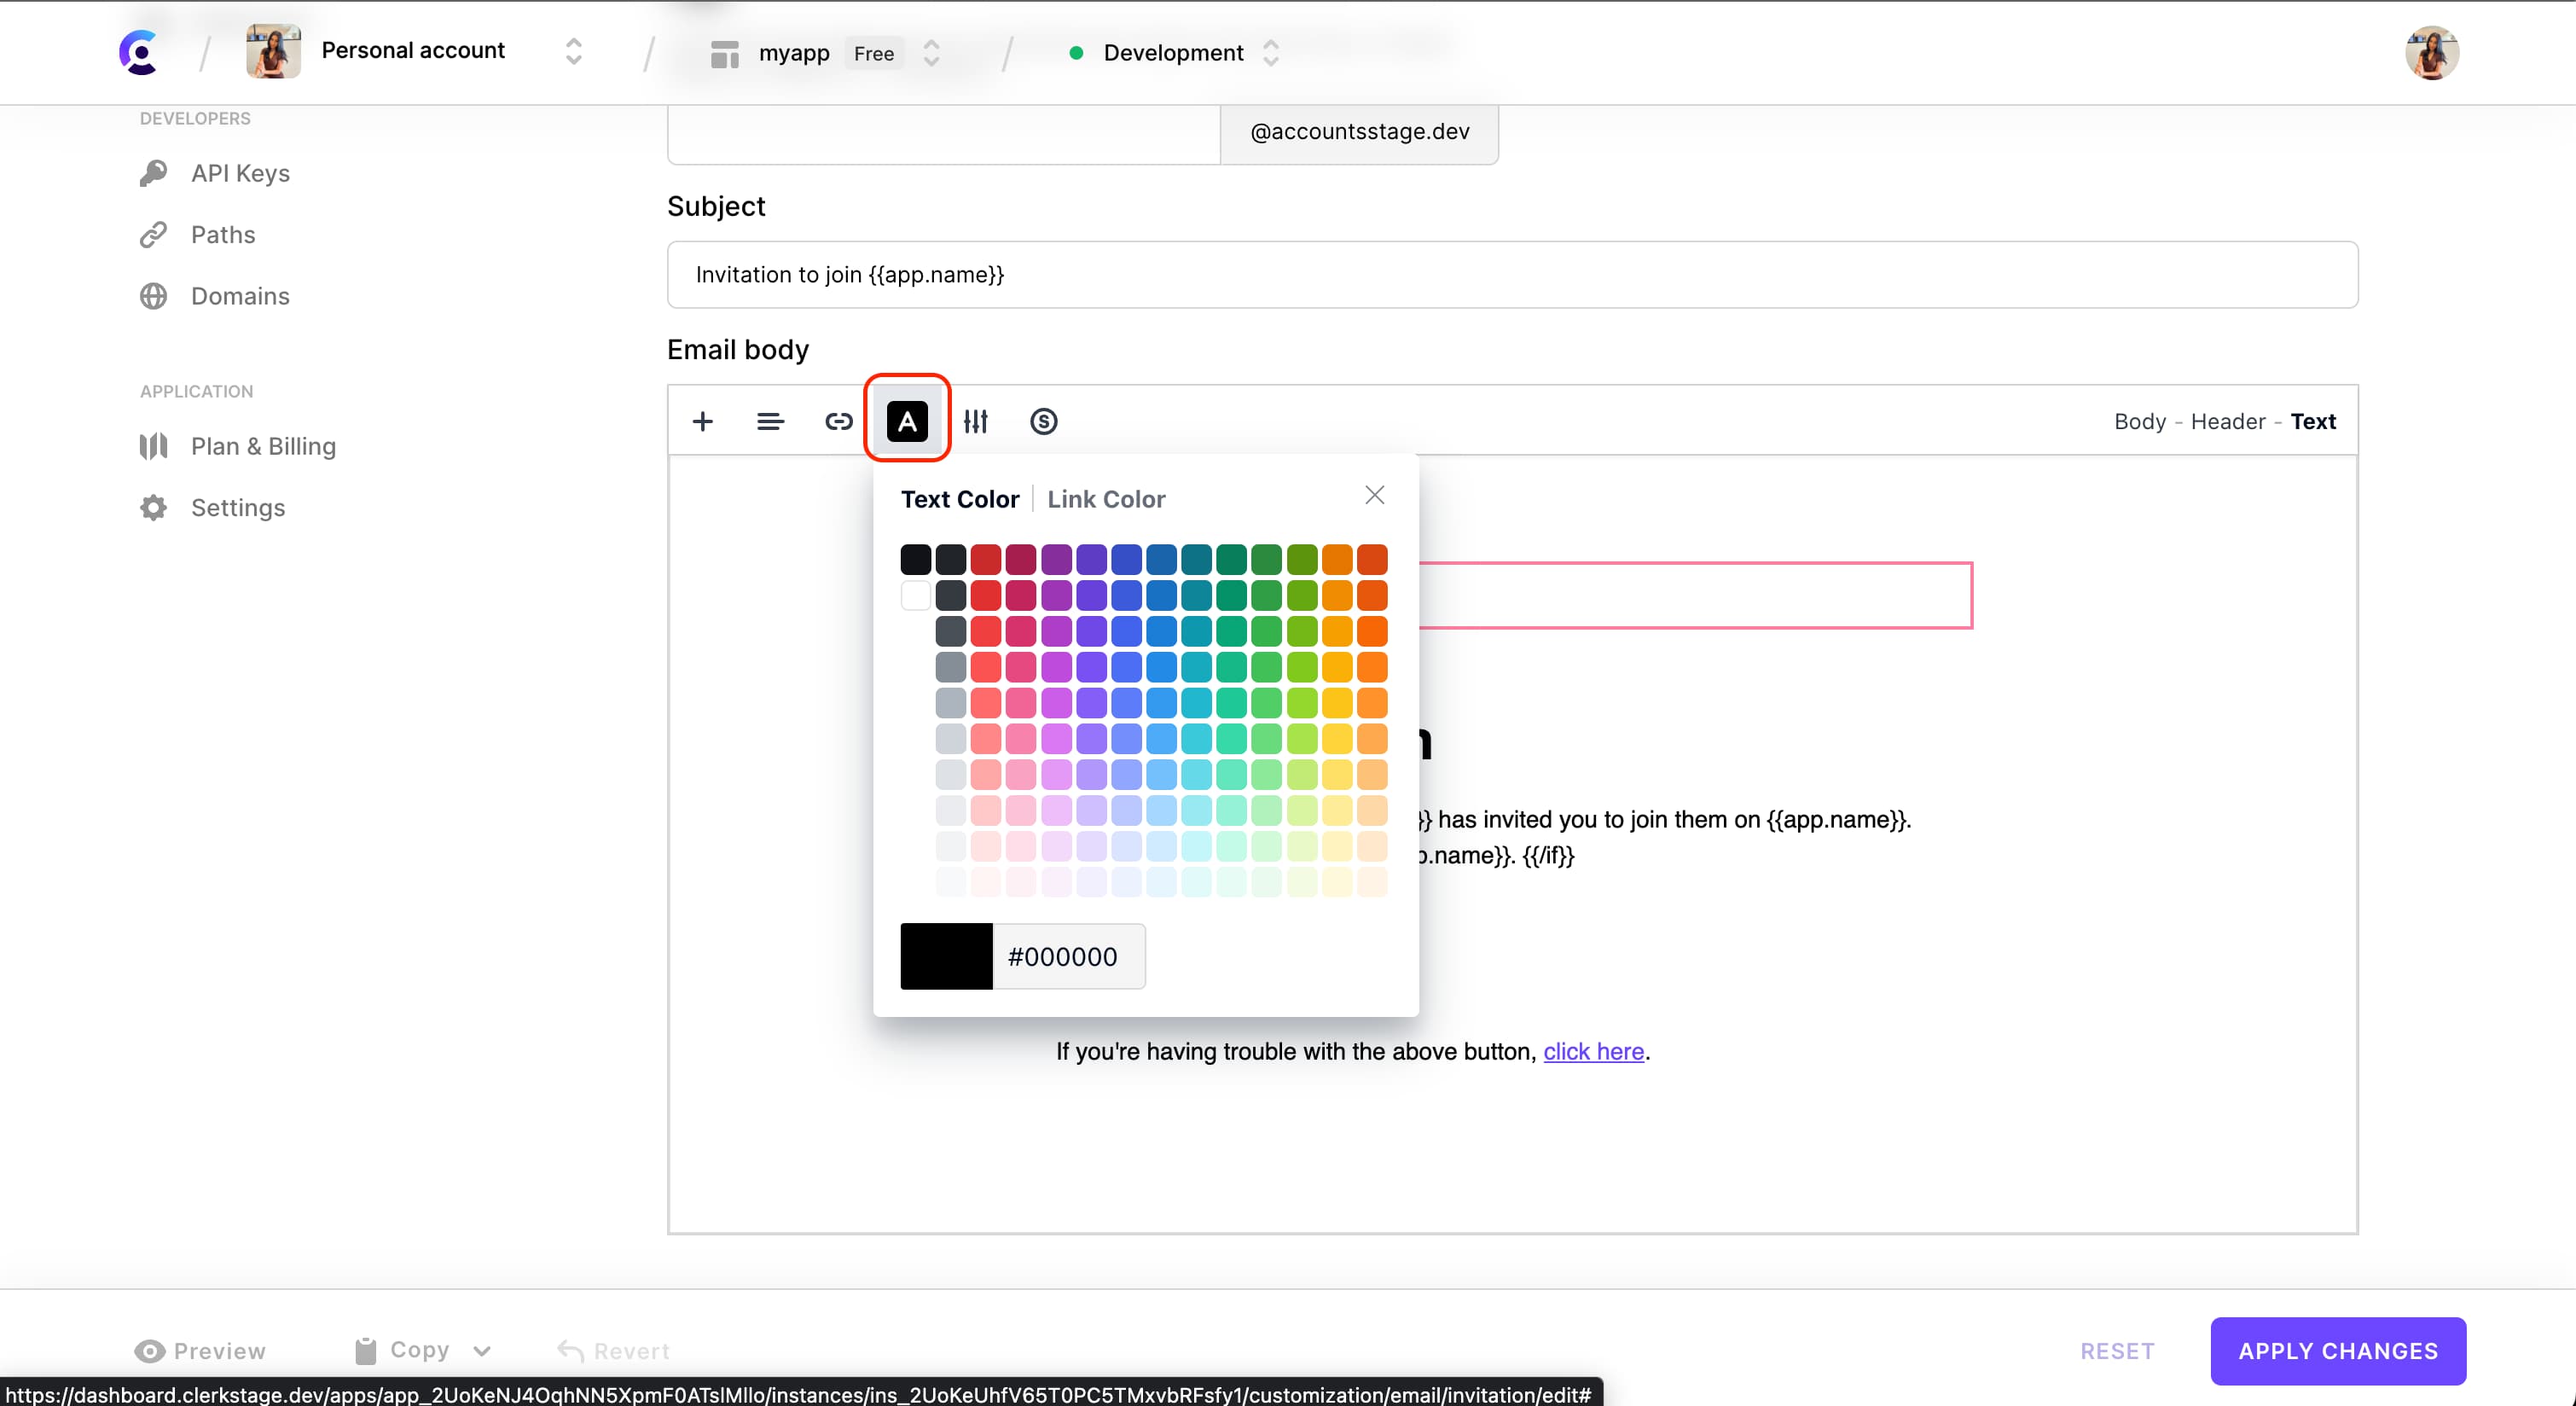 Personal account
myapp Free
Development
DEVELOPERS
API Keys
Paths
Domains
APPLICATION
Plan & Billing
Settings
@accountsstage.dev
Subject
Invitation to join {{app.name}}
Email body
A
Body - Header - Text
Text Color | Link Color
}} has invited you to join them on {{app.name}}.
.name}}. {{/if}}
#000000
If you're having trouble with the above button, click here.
Preview
Copy
Revert
RESET
APPLY CHANGES
https://dashboard.clerkstage.dev/apps/app_2UoKeNJ4OqhNN5XpmF0ATslMllo/instances/ins_2UoKeUhfV65T0PC5TMxvbRFsfy1/customization/email/invitation/edit#